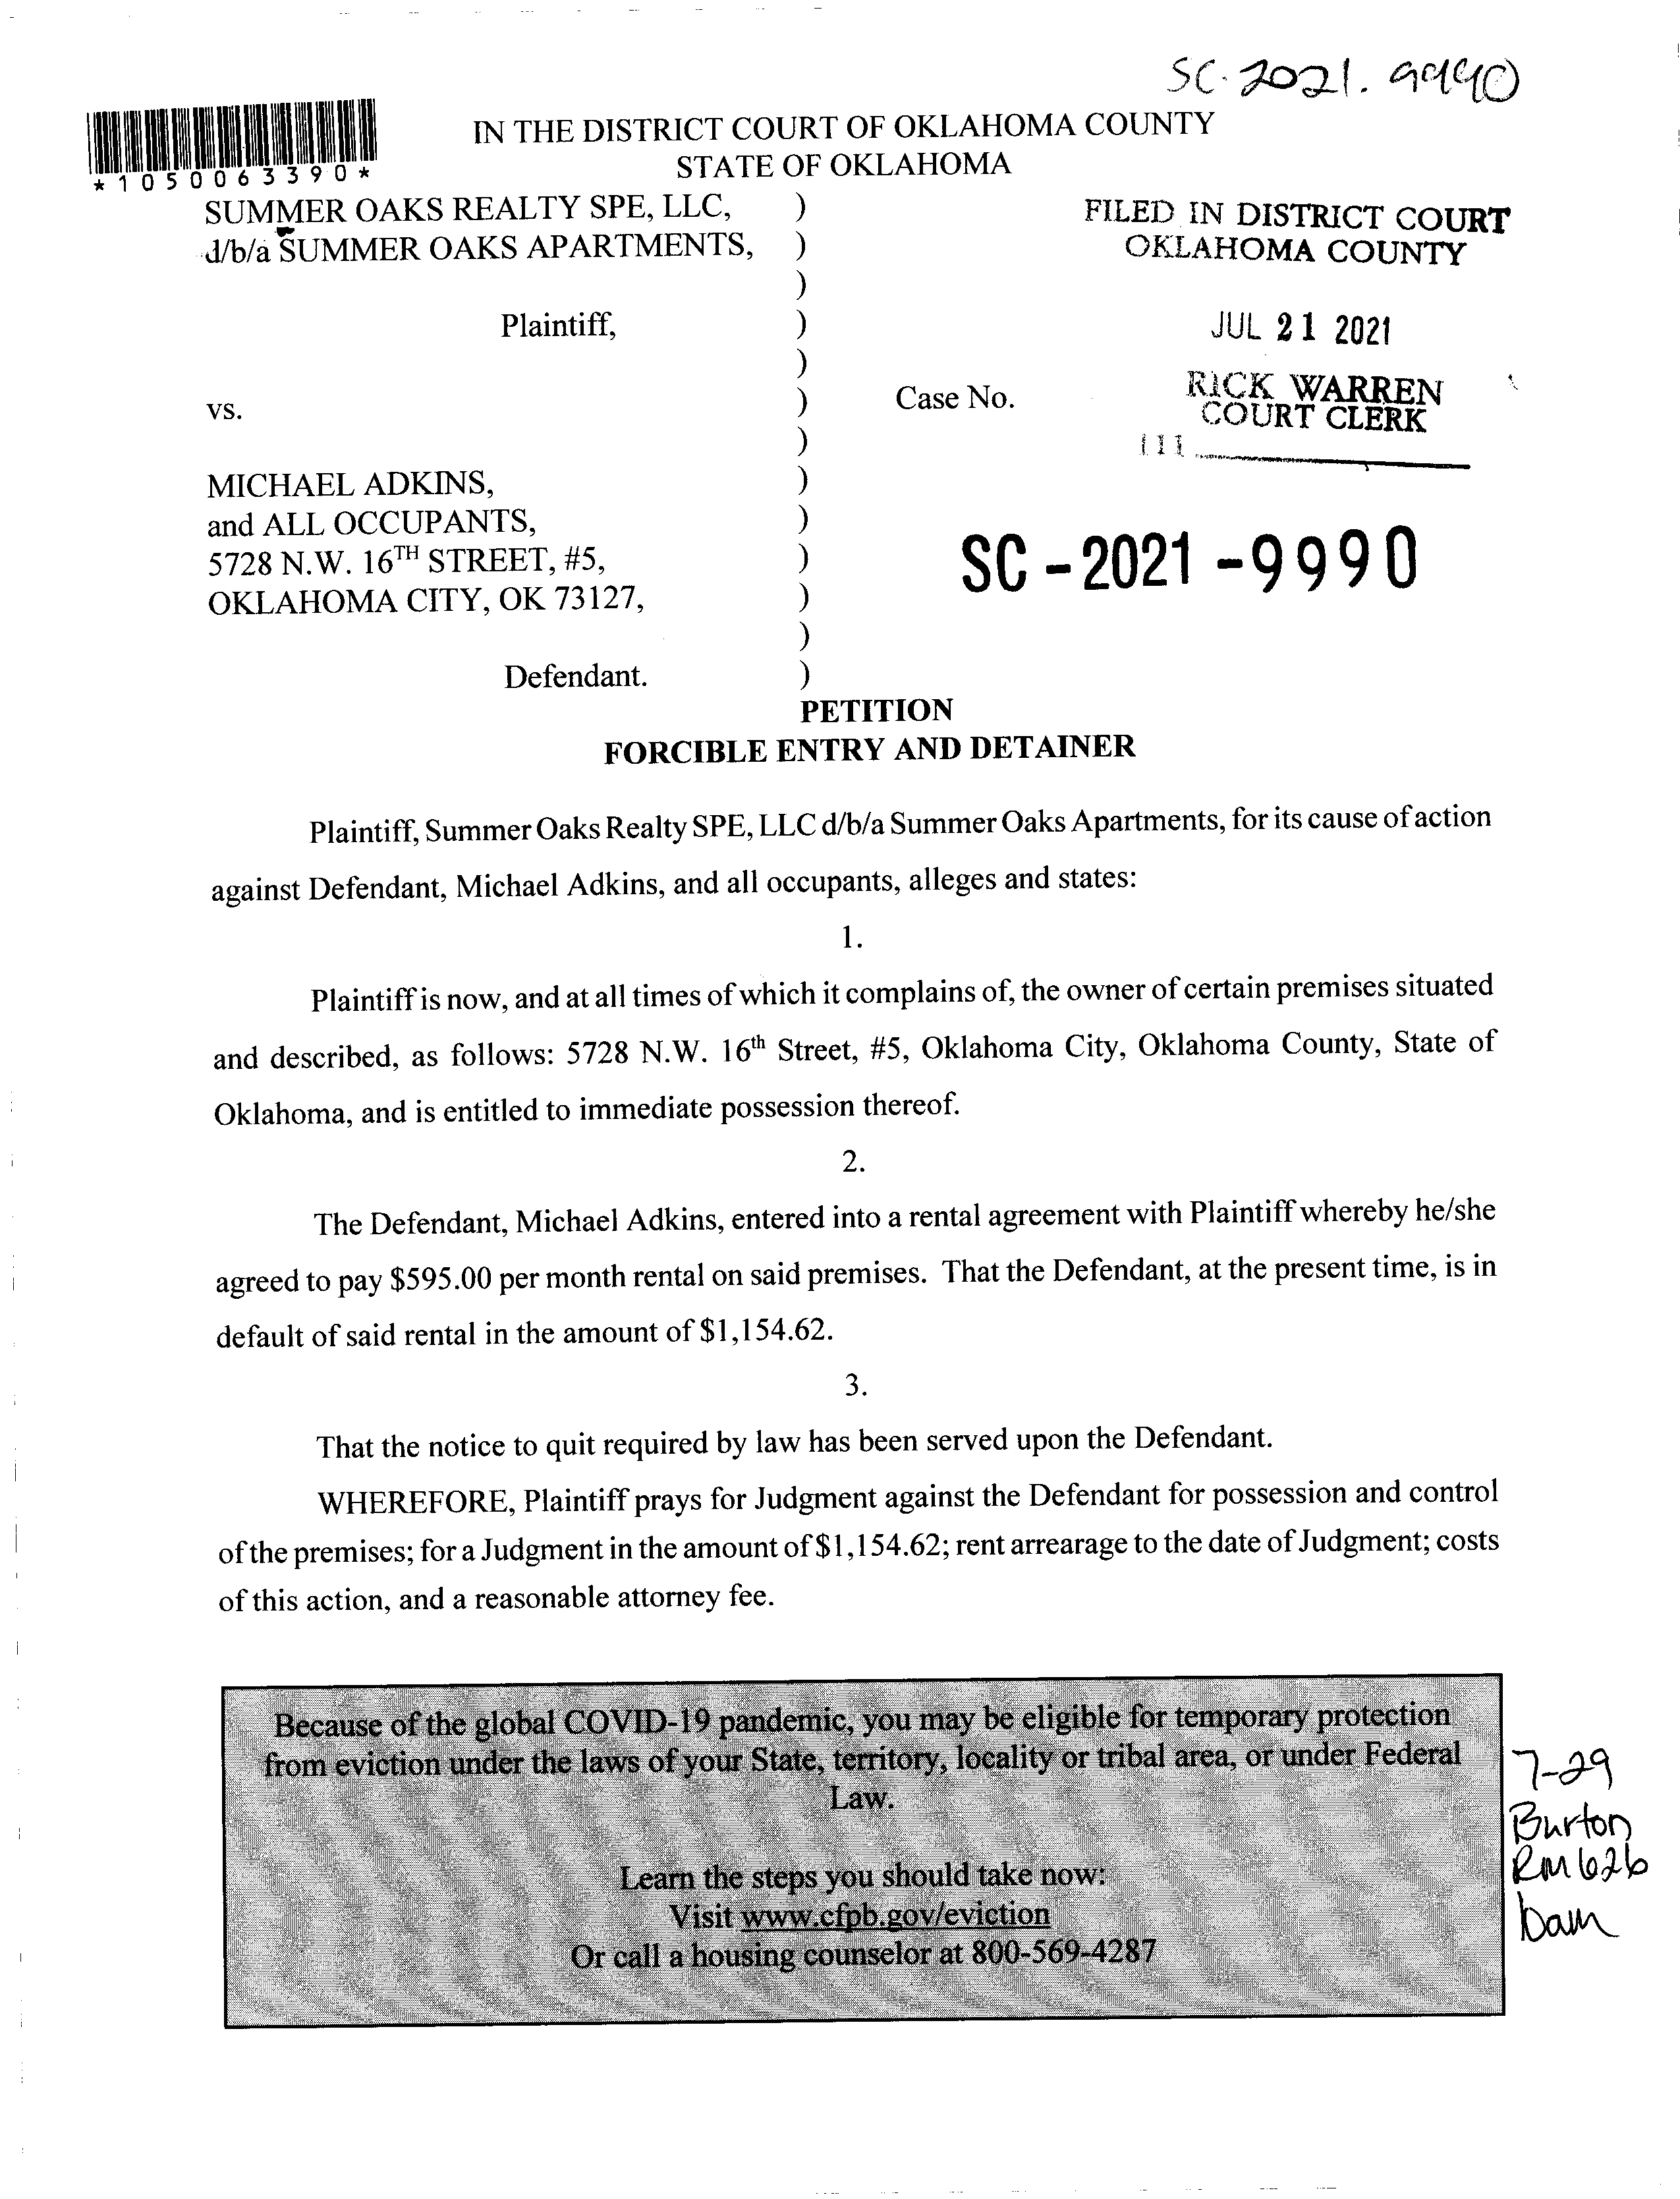 SC-2021-9990
*1050063390*
IN THE DISTRICT COURT OF OKLAHOMA COUNTY
STATE OF OKLAHOMA
SUMMER OAKS REALTY SPE, LLC, )
d/b/a SUMMER OAKS APARTMENTS, )
)
Plaintiff, )
)
vs. )
)
MICHAEL ADKINS, )
and ALL OCCUPANTS, )
5728 N.W. 16TH STREET, #5, )
OKLAHOMA CITY, OK 73127, )
)
Defendant. )
FILED IN DISTRICT COURT
OKLAHOMA COUNTY
JUL 21 2021
RICK WARREN
COURT CLERK
111
Case No.
SC-2021-9990
PETITION
FORCIBLE ENTRY AND DETAINER
Plaintiff, Summer Oaks Realty SPE, LLC d/b/a Summer Oaks Apartments, for its cause of action
against Defendant, Michael Adkins, and all occupants, alleges and states:
1.
Plaintiff is now, and at all times of which it complains of, the owner of certain premises situated
and described, as follows: 5728 N.W. 16th Street, #5, Oklahoma City, Oklahoma County, State of
Oklahoma, and is entitled to immediate possession thereof.
2.
The Defendant, Michael Adkins, entered into a rental agreement with Plaintiff whereby he/she
agreed to pay $595.00 per month rental on said premises. That the Defendant, at the present time, is in
default of said rental in the amount of $1,154.62.
3.
That the notice to quit required by law has been served upon the Defendant.
WHEREFORE, Plaintiff prays for Judgment against the Defendant for possession and control
of the premises; for a Judgment in the amount of $1,154.62; rent arrearage to the date of Judgment; costs
of this action, and a reasonable attorney fee.
Because of the global COVID-19 pandemic, you may be eligible for temporary protection
from eviction under the laws of your State, territory, locality or tribal area, or under Federal
Law.
Learn the steps you should take now:
Visit www.cfpb.gov/eviction
Or call a housing counselor at 800-569-4287
7-29
Burton
Rm 626